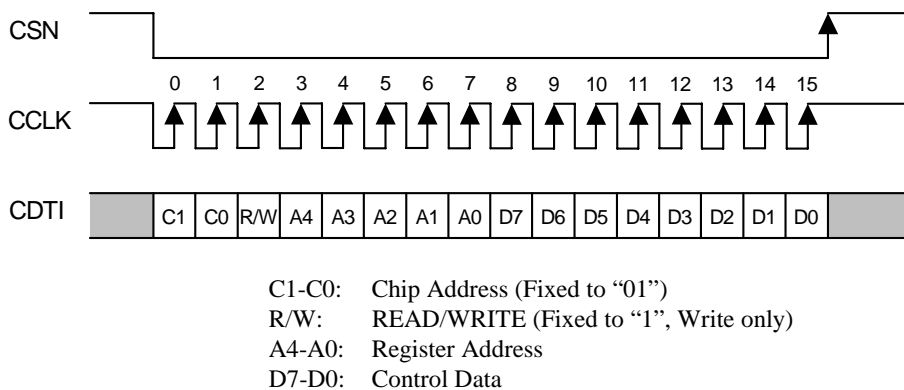 CSN
0 1 2 3 4 5 6 7 8 9 10 11 12 13 14 15
CCLK
CDTI C1 C0 R/W A4 A3 A2 A1 A0 D7 D6 D5 D4 D3 D2 D1 D0
C1-C0: Chip Address (Fixed to “01”)
R/W: READ/WRITE (Fixed to “1”, Write only)
A4-A0: Register Address
D7-D0: Control Data